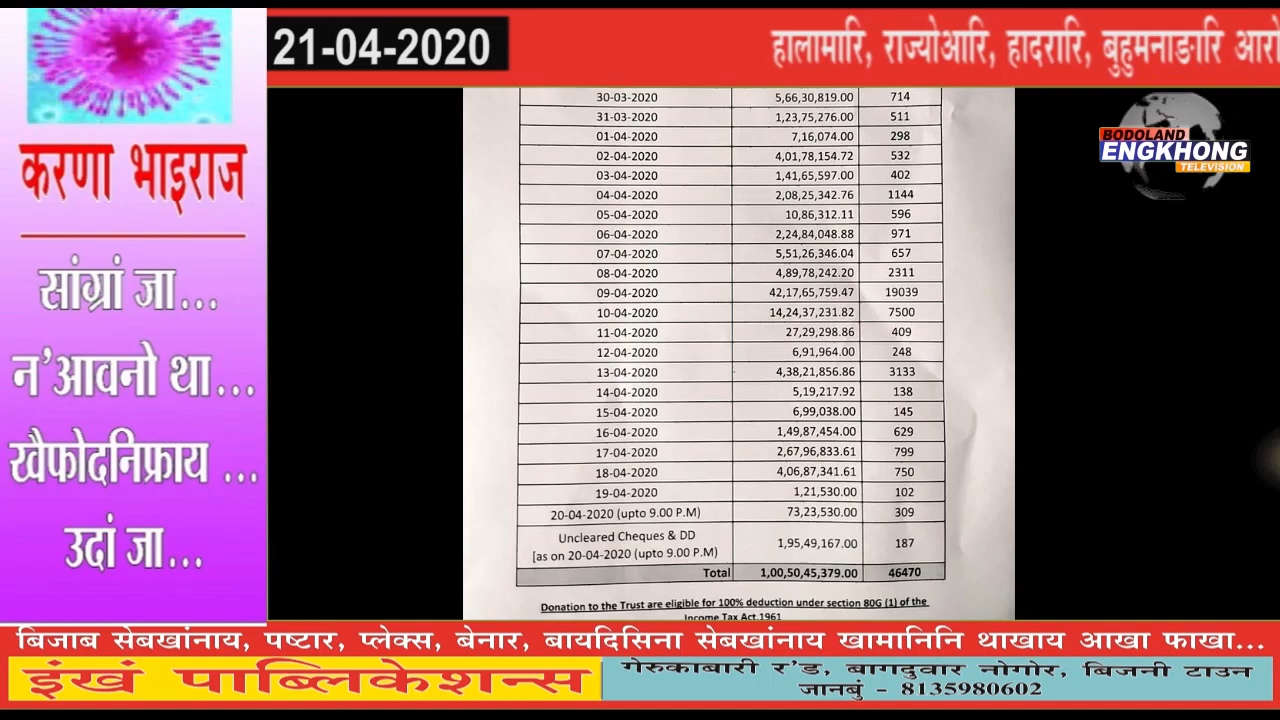 21-04-2020
हालामारि, राज्योआरि, हादरारि, बुहुमनाङारि आरो
BODOLAND
ENGKHONG
TELEVISION
करणा भाइराज
सांग्रां जा...
न'आवनो था...
खैफोदनिफ्राय ...
उदां जा...
30-03-2020 5,66,30,819.00 714
31-03-2020 1,23,75,276.00 511
01-04-2020 7,16,074.00 298
02-04-2020 4,01,78,154.72 532
03-04-2020 1,41,65,597.00 402
04-04-2020 2,08,25,342.76 1144
05-04-2020 10,86,312.11 596
06-04-2020 2,24,84,048.88 971
07-04-2020 5,51,26,346.04 657
08-04-2020 4,89,78,242.20 2311
09-04-2020 42,17,65,759.47 19039
10-04-2020 14,24,37,231.82 7500
11-04-2020 27,29,298.86 409
12-04-2020 6,91,964.00 248
13-04-2020 4,38,21,856.86 3133
14-04-2020 5,19,217.92 138
15-04-2020 6,99,038.00 145
16-04-2020 1,49,87,454.00 629
17-04-2020 2,67,96,833.61 799
18-04-2020 4,06,87,341.61 750
19-04-2020 1,21,530.00 102
20-04-2020 (upto 9.00 P.M) 73,23,530.00 309
Uncleared Cheques & DD
[as on 20-04-2020 (upto 9.00 P.M) 1,95,49,167.00 187
Total 1,00,50,45,379.00 46470
Donation to the Trust are eligible for 100% deduction under section 80G (1) of the
Income Tax Act,1961
बिजाब सेबखांनाय, पष्टार, प्लेक्स, बेनार, बायदिसिना सेबखांनाय खामानिनि थाखाय आखा फाखा...
इंखं पाब्लिकेशन्स
गेरुकाबारी र'ड, बागदुवार नोगोर, बिजनी टाउन
जानबुं - 8135980602